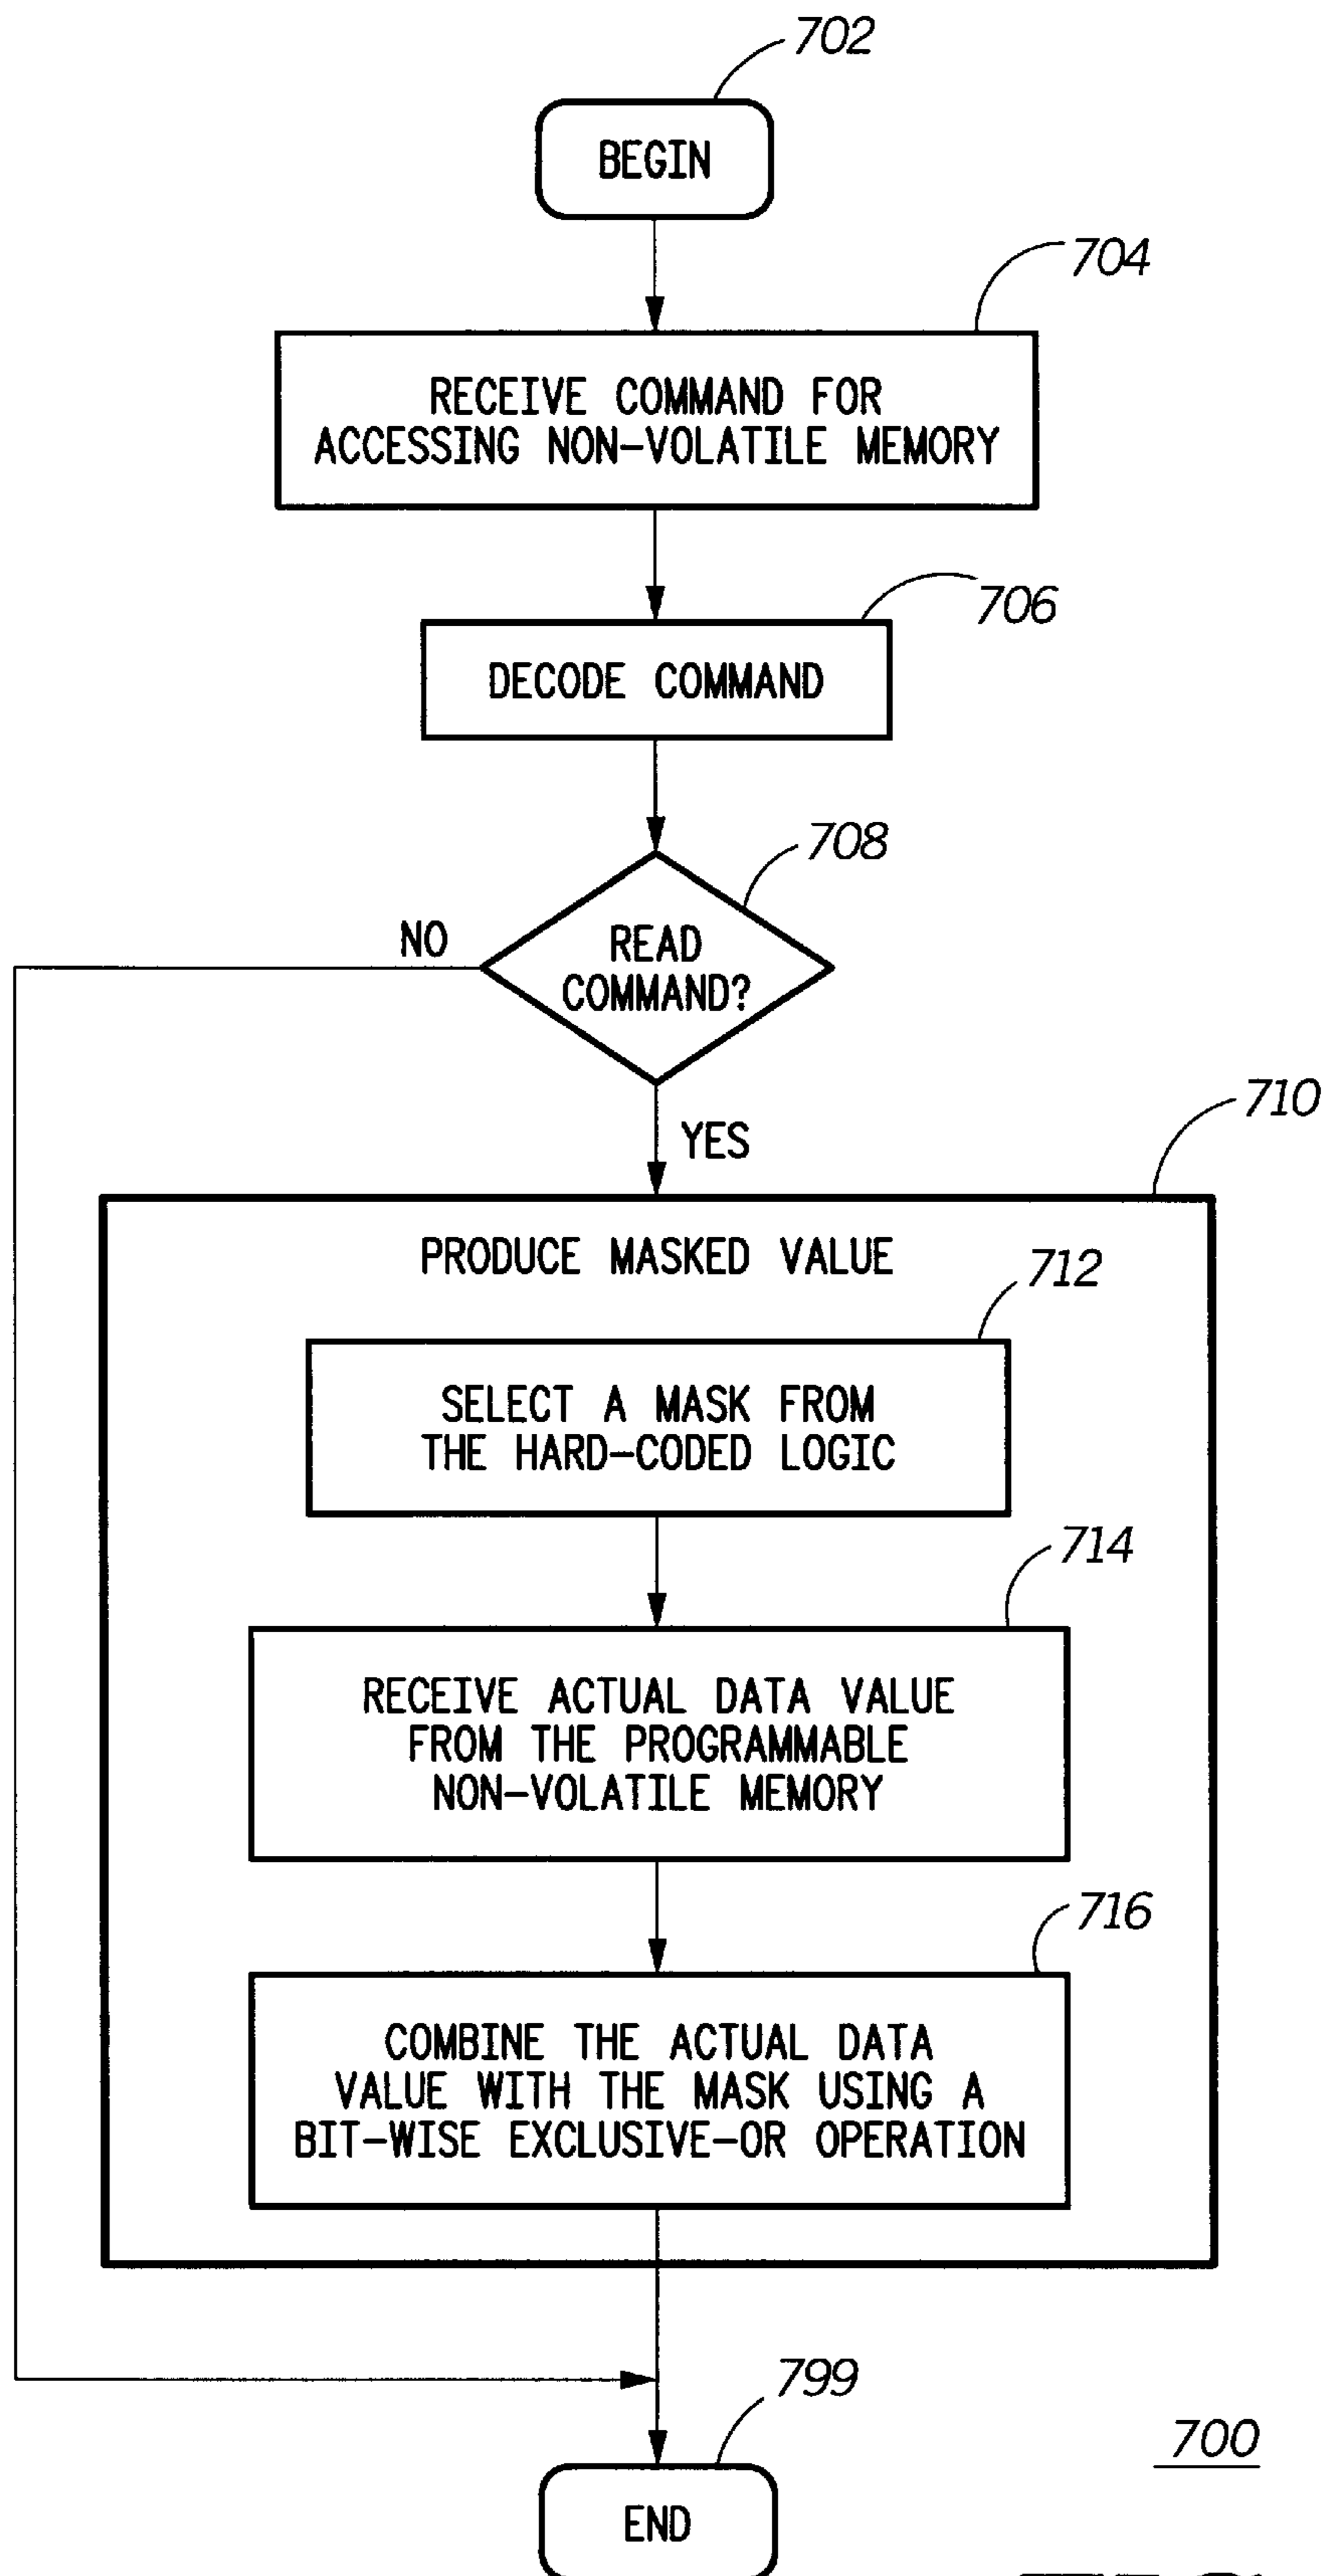 702
BEGIN
704
RECEIVE COMMAND FOR
ACCESSING NON-VOLATILE MEMORY
706
DECODE COMMAND
708
NO
READ
COMMAND?
YES
710
PRODUCE MASKED VALUE
712
SELECT A MASK FROM
THE HARD-CODED LOGIC
714
RECEIVE ACTUAL DATA VALUE
FROM THE PROGRAMMABLE
NON-VOLATILE MEMORY
716
COMBINE THE ACTUAL DATA
VALUE WITH THE MASK USING A
BIT-WISE EXCLUSIVE-OR OPERATION
799
700
END